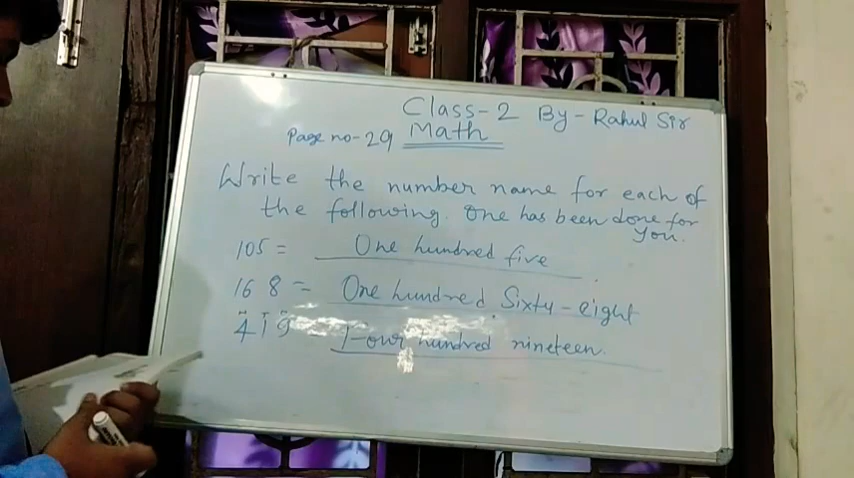 Class-2 By-Rahul Sir
Page no-29 Math
Write the number name for each of
the following. One has been done for
you.
105 = One hundred five
168 = One hundred Sixty-eight
H T O
419 - Four hundred nineteen.